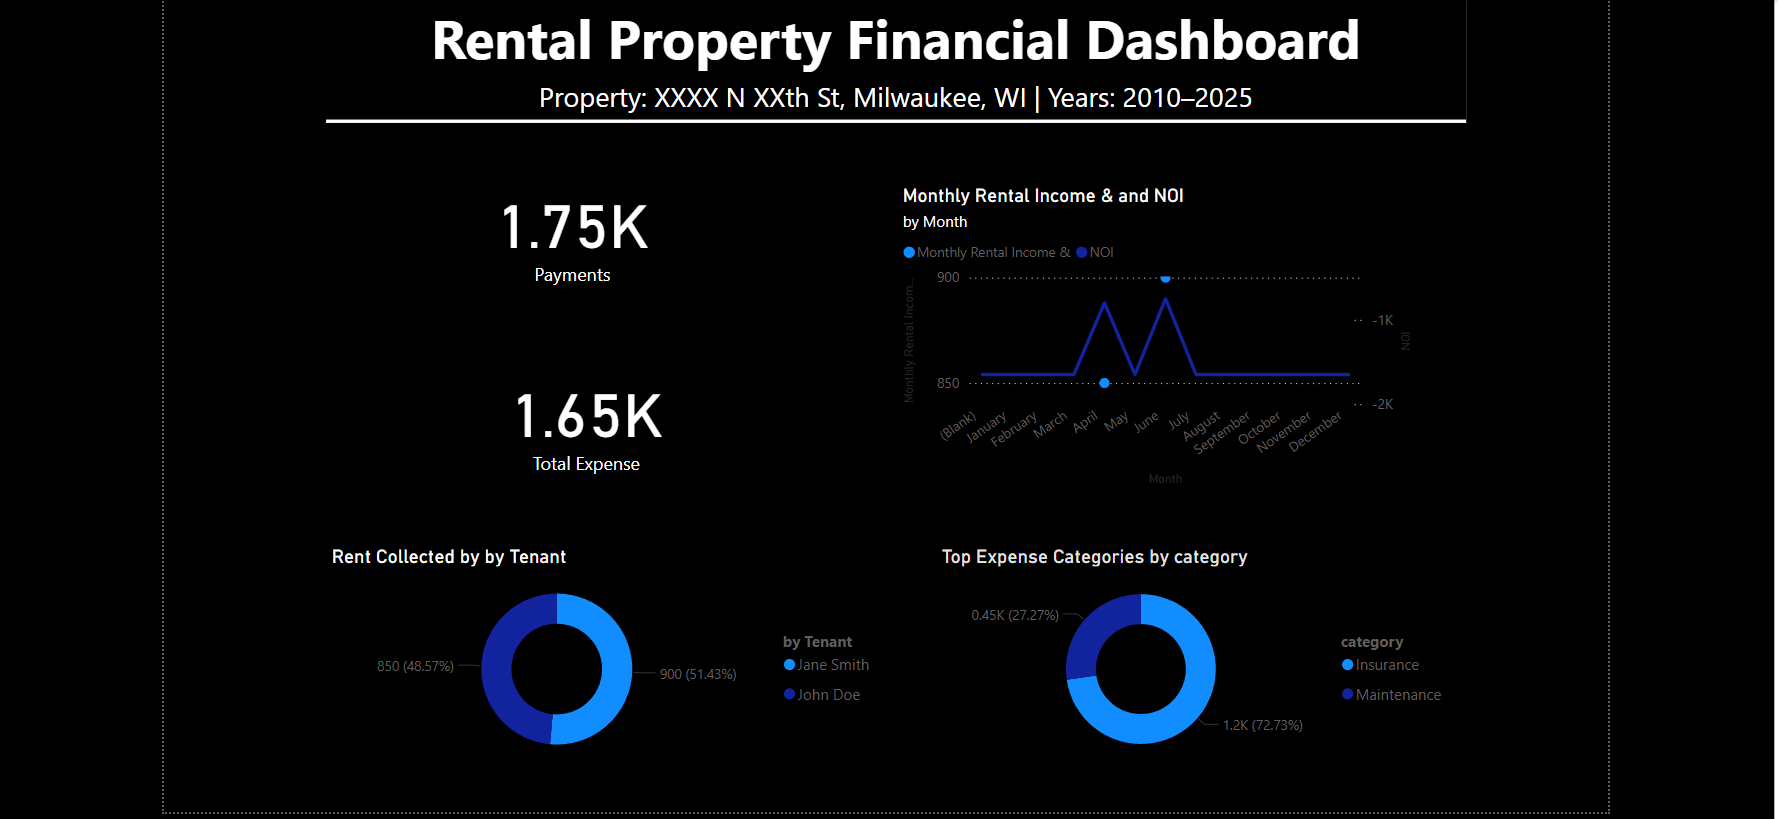 Rental Property Financial Dashboard
Property: XXXX N XXth St, Milwaukee, WI | Years: 2010–2025
1.75K
Payments
1.65K
Total Expense
Monthly Rental Income & and NOI
by Month
Monthly Rental Income & NOI
900
850
Monthly Rental Incom...
-1K
-2K
NOI
(Blank) January February March April May June July August September October November December
Month
Rent Collected by by Tenant
850 (48.57%)
900 (51.43%)
by Tenant
Jane Smith
John Doe
Top Expense Categories by category
0.45K (27.27%)
1.2K (72.73%)
category
Insurance
Maintenance